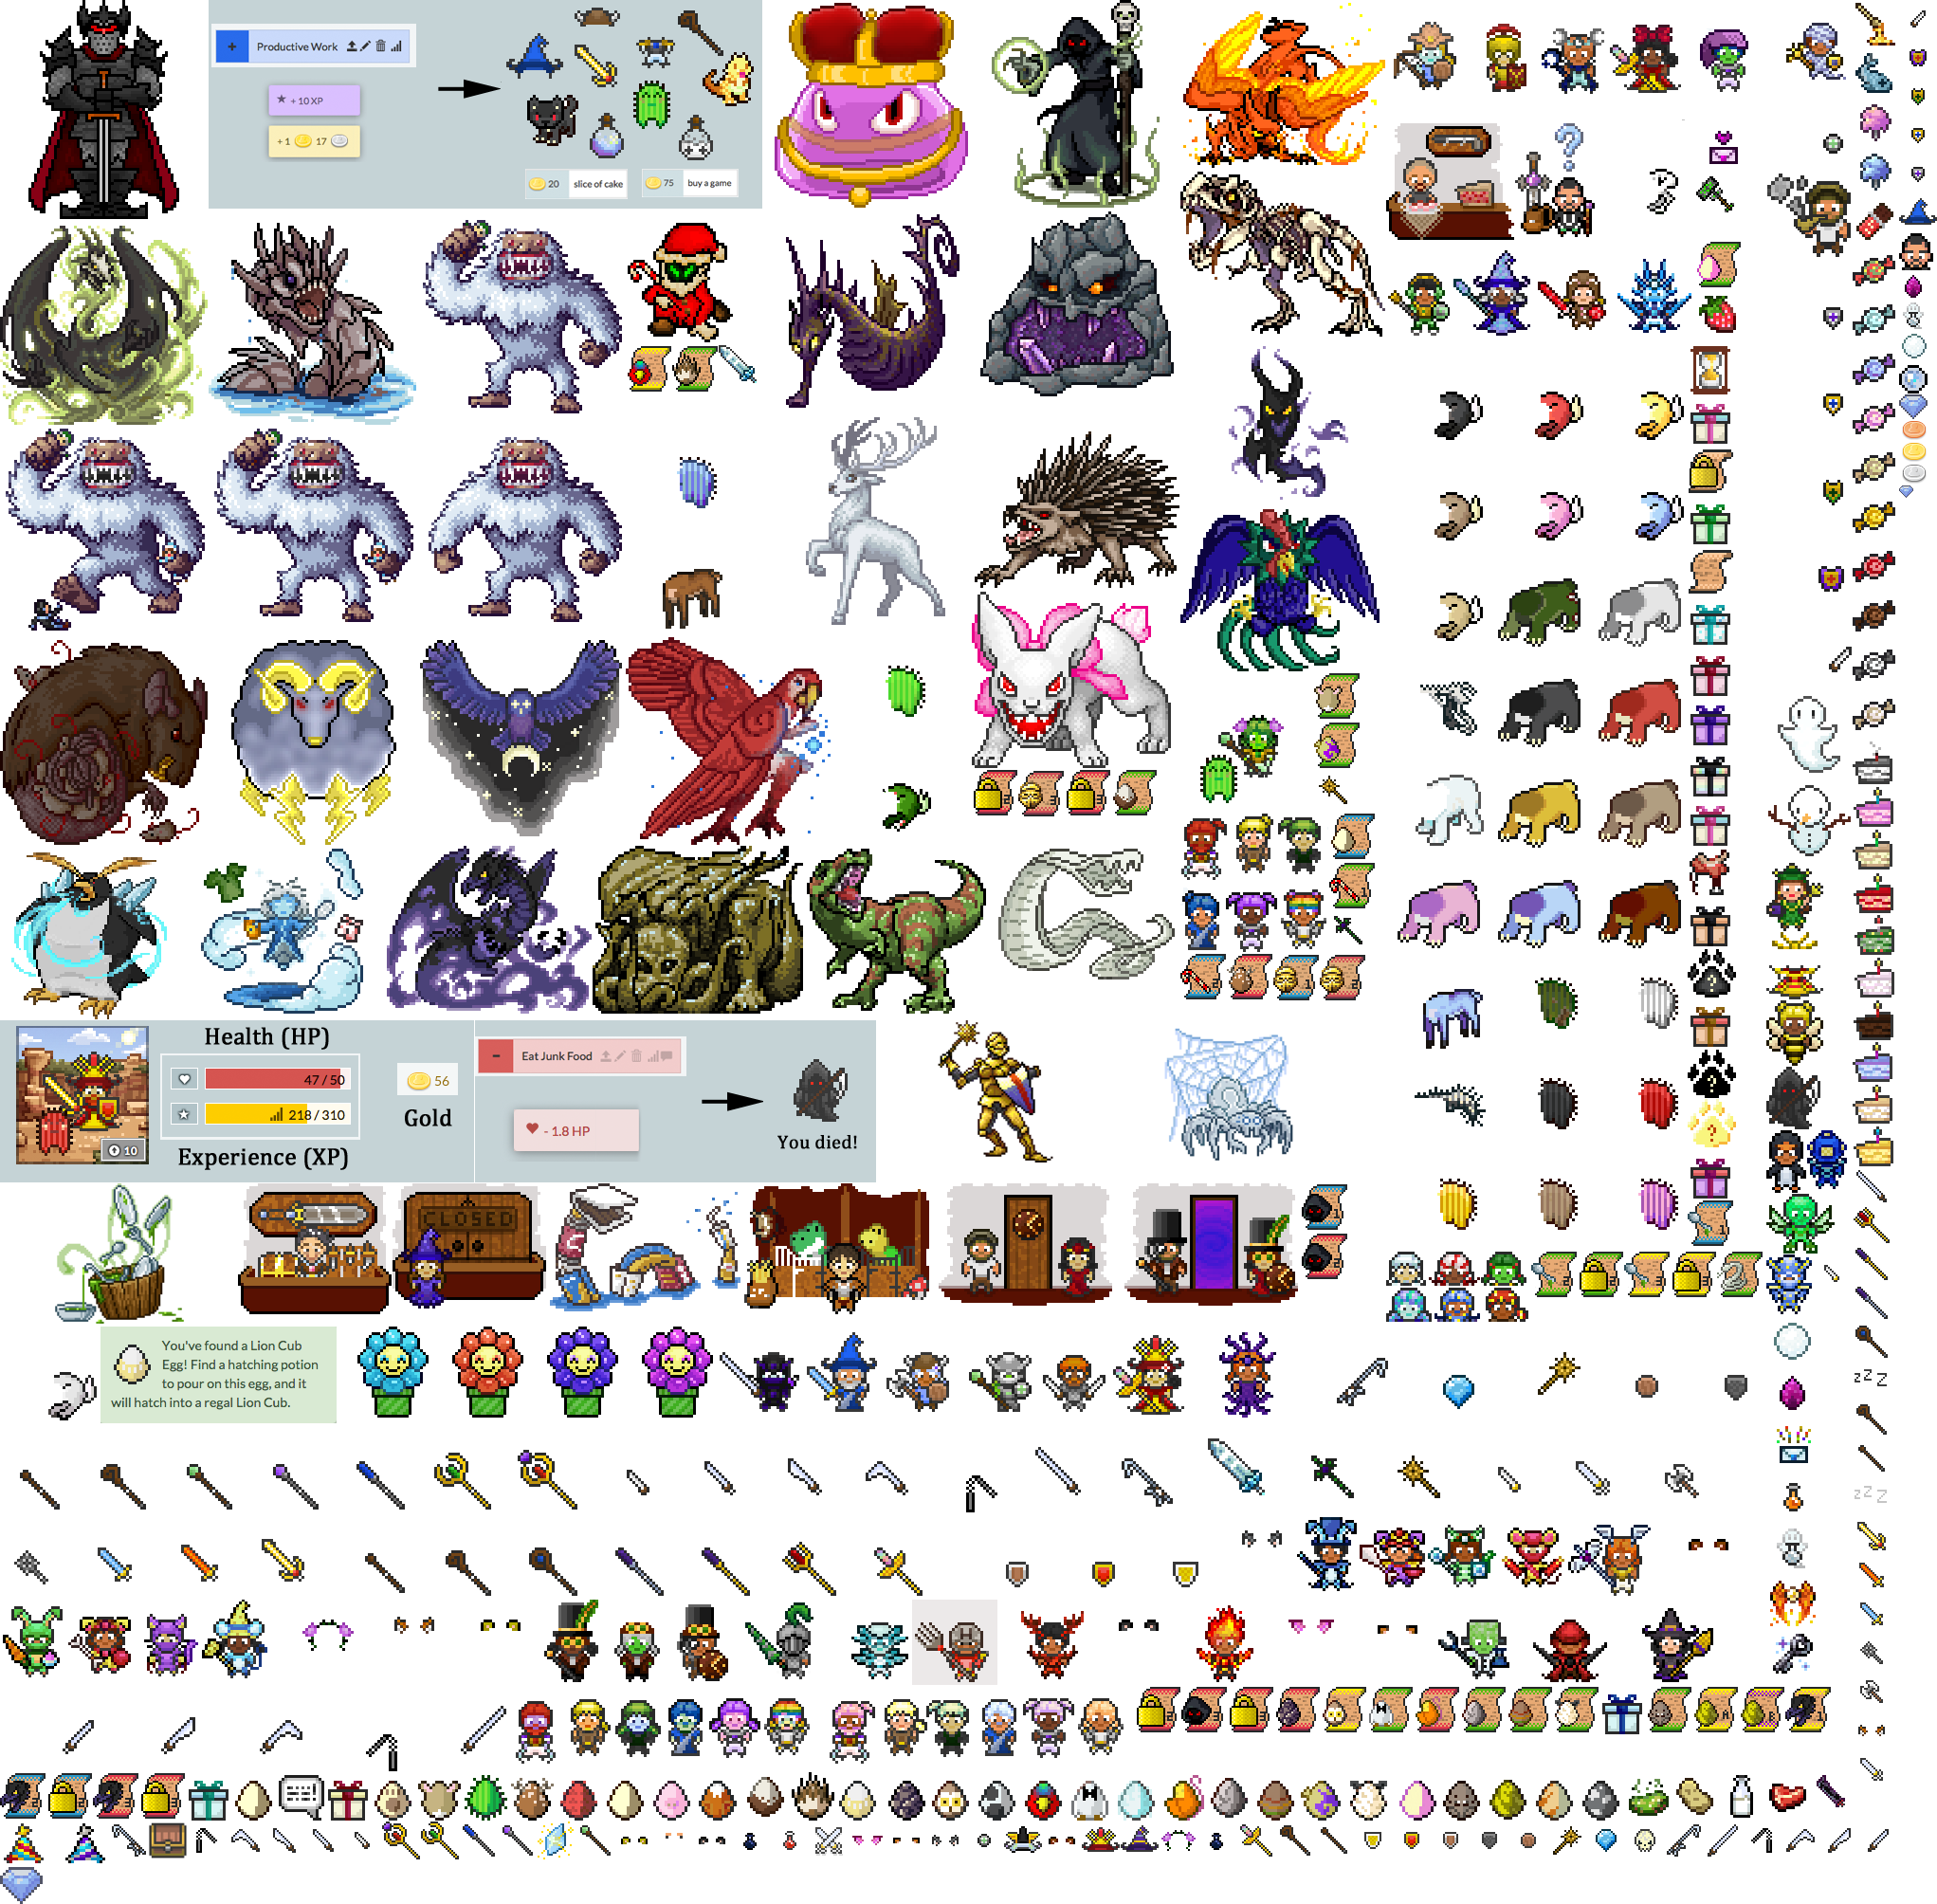 Productive Work
+ 10 XP
+ 1 17
20 slice of cake
75 buy a game
Health (HP)
47 / 50
218 / 310
Experience (XP)
10
56
Gold
Eat Junk Food
- 1.8 HP
You died!
CLOSED
You've found a Lion Cub
Egg! Find a hatching potion
to pour on this egg, and it
will hatch into a regal Lion Cub.
ZZZ
ZZZ